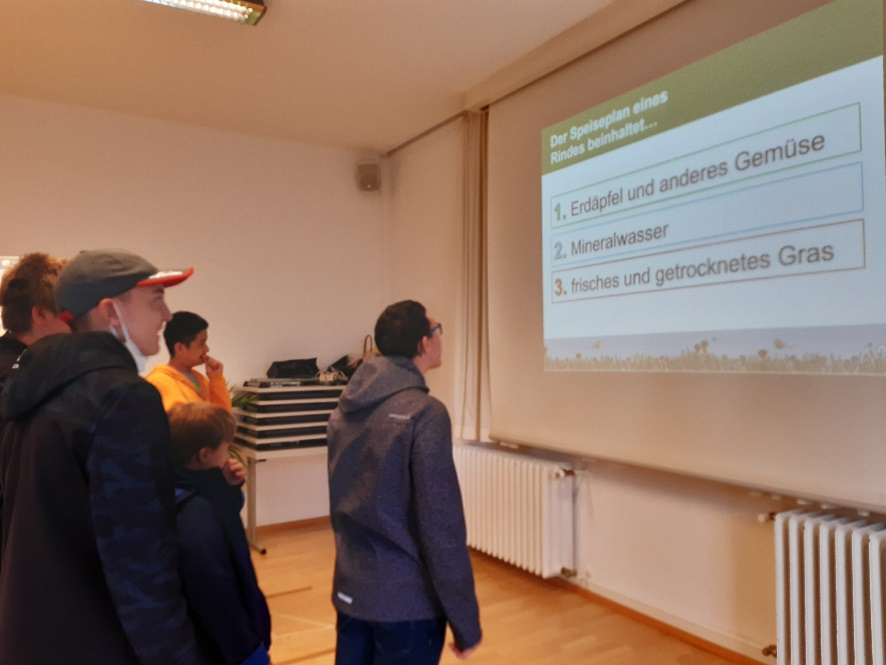 Der Speiseplan eines
Rindes beinhaltet...
1. Erdäpfel und anderes Gemüse
2. Mineralwasser
3. frisches und getrocknetes Gras